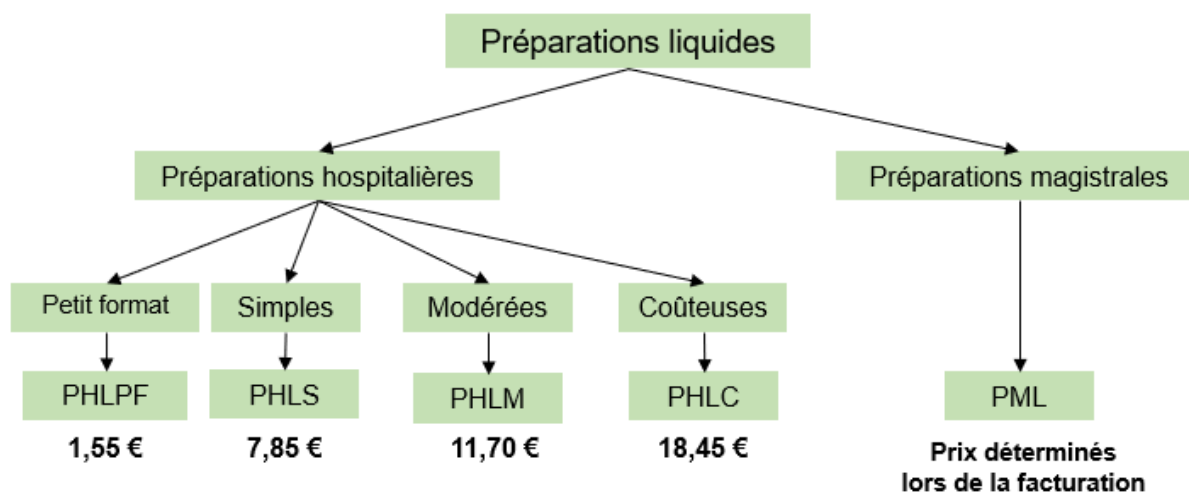 Préparations liquides
Préparations hospitalières
Préparations magistrales
Petit format
Simples
Modérées
Coûteuses
PHLPF
PHLS
PHLM
PHLC
PML
1,55 €
7,85 €
11,70 €
18,45 €
Prix déterminés
lors de la facturation